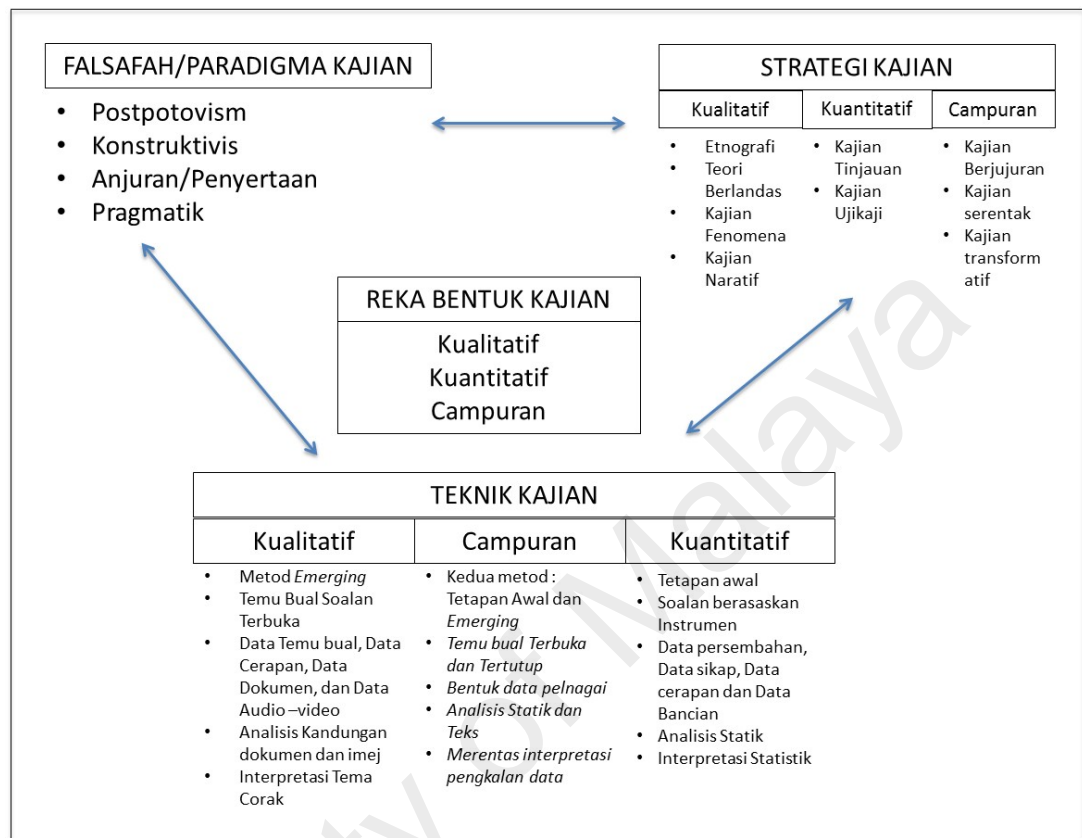 FALSAFAH/PARADIGMA KAJIAN
• Postpotovism
• Konstruktivis
• Anjuran/Penyertaan
• Pragmatik
STRATEGI KAJIAN
Kualitatif
• Etnografi
• Teori
Berlandas
• Kajian
Fenomena
• Kajian
Naratif
Kuantitatif
• Kajian
Tinjauan
• Kajian
Ujikaji
Campuran
• Kajian
Berjujuran
• Kajian
serentak
• Kajian
transform
atif
REKA BENTUK KAJIAN
Kualitatif
Kuantitatif
Campuran
TEKNIK KAJIAN
Kualitatif
• Metod Emerging
• Temu Bual Soalan
Terbuka
• Data Temu bual, Data
Cerapan, Data
Dokumen, dan Data
Audio –video
• Analisis Kandungan
dokumen dan imej
• Interpretasi Tema
Corak
Campuran
• Kedua metod :
Tetapan Awal dan
Emerging
• Temu bual Terbuka
dan Tertutup
• Bentuk data pelnagai
• Analisis Statik dan
Teks
• Merentas interpretasi
pengkalan data
Kuantitatif
• Tetapan awal
• Soalan berasaskan
Instrumen
• Data persembahan,
Data sikap, Data
cerapan dan Data
Bancian
• Analisis Statik
• Interpretasi Statistik
of Malaya